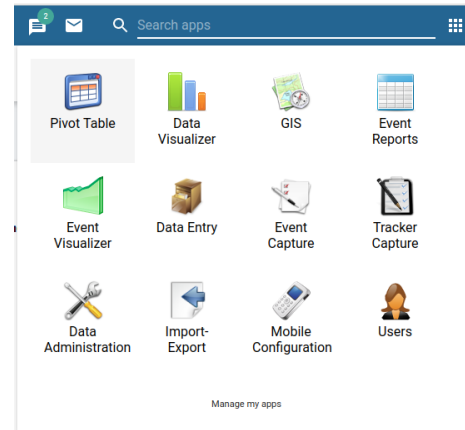 2
Search apps
Pivot Table
Data
Visualizer
GIS
Event
Reports
Event
Visualizer
Data Entry
Event
Capture
Tracker
Capture
Data
Administration
Import-
Export
Mobile
Configuration
Users
Manage my apps